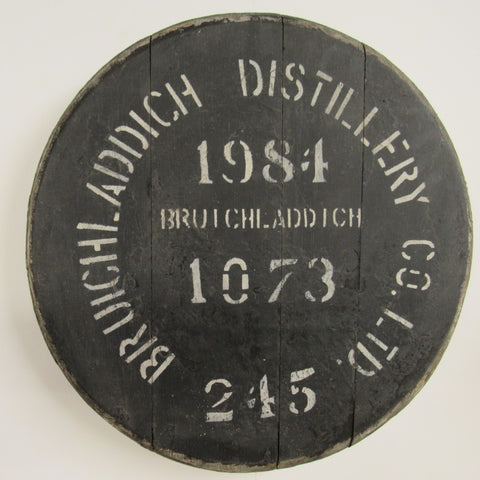 BRUICHLADDICH DISTILLERY CO. LTD.
1984
BRUICHLADDICH
1073
245